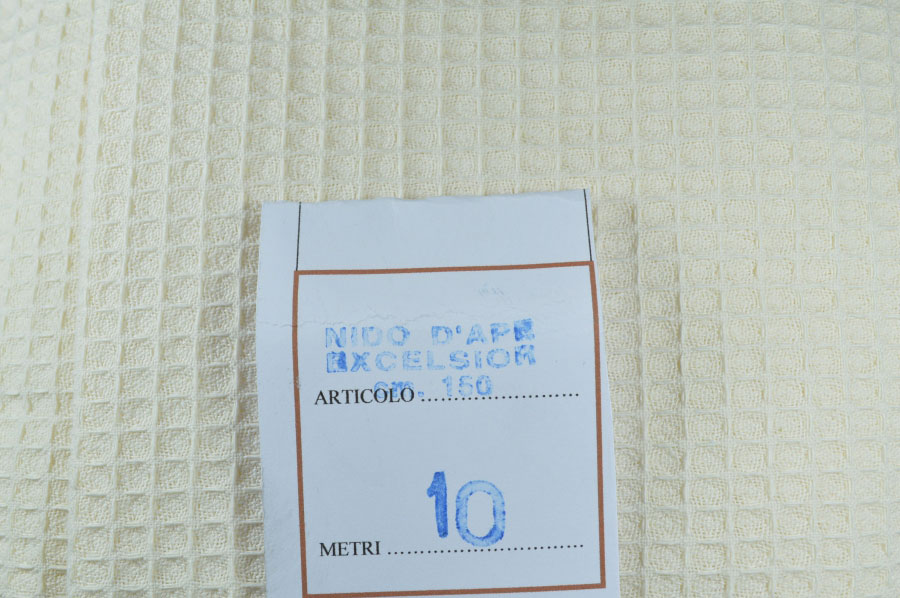 NIDO D'APE
EXCELSIOR
cm. 150
ARTICOLO ..........................
10
METRI ................................